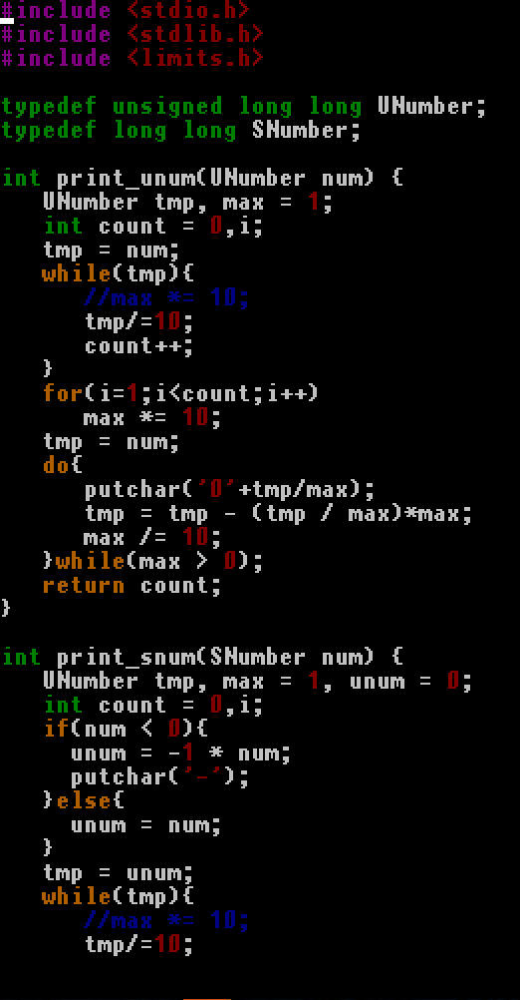 #include <stdio.h>
#include <stdlib.h>
#include <limits.h>

typedef unsigned long long UNumber;
typedef long long SNumber;

int print_unum(UNumber num) {
   UNumber tmp, max = 1;
   int count = 0,i;
   tmp = num;
   while(tmp){
      //max *= 10;
      tmp/=10;
      count++;
   }
   for(i=1;i<count;i++)
      max *= 10;
   tmp = num;
   do{
      putchar('0'+tmp/max);
      tmp = tmp - (tmp / max)*max;
      max /= 10;
   }while(max > 0);
   return count;
}

int print_snum(SNumber num) {
   UNumber tmp, max = 1, unum = 0;
   int count = 0,i;
   if(num < 0){
     unum = -1 * num;
     putchar('-');
   }else{
     unum = num;
   }
   tmp = unum;
   while(tmp){
      //max *= 10;
      tmp/=10;